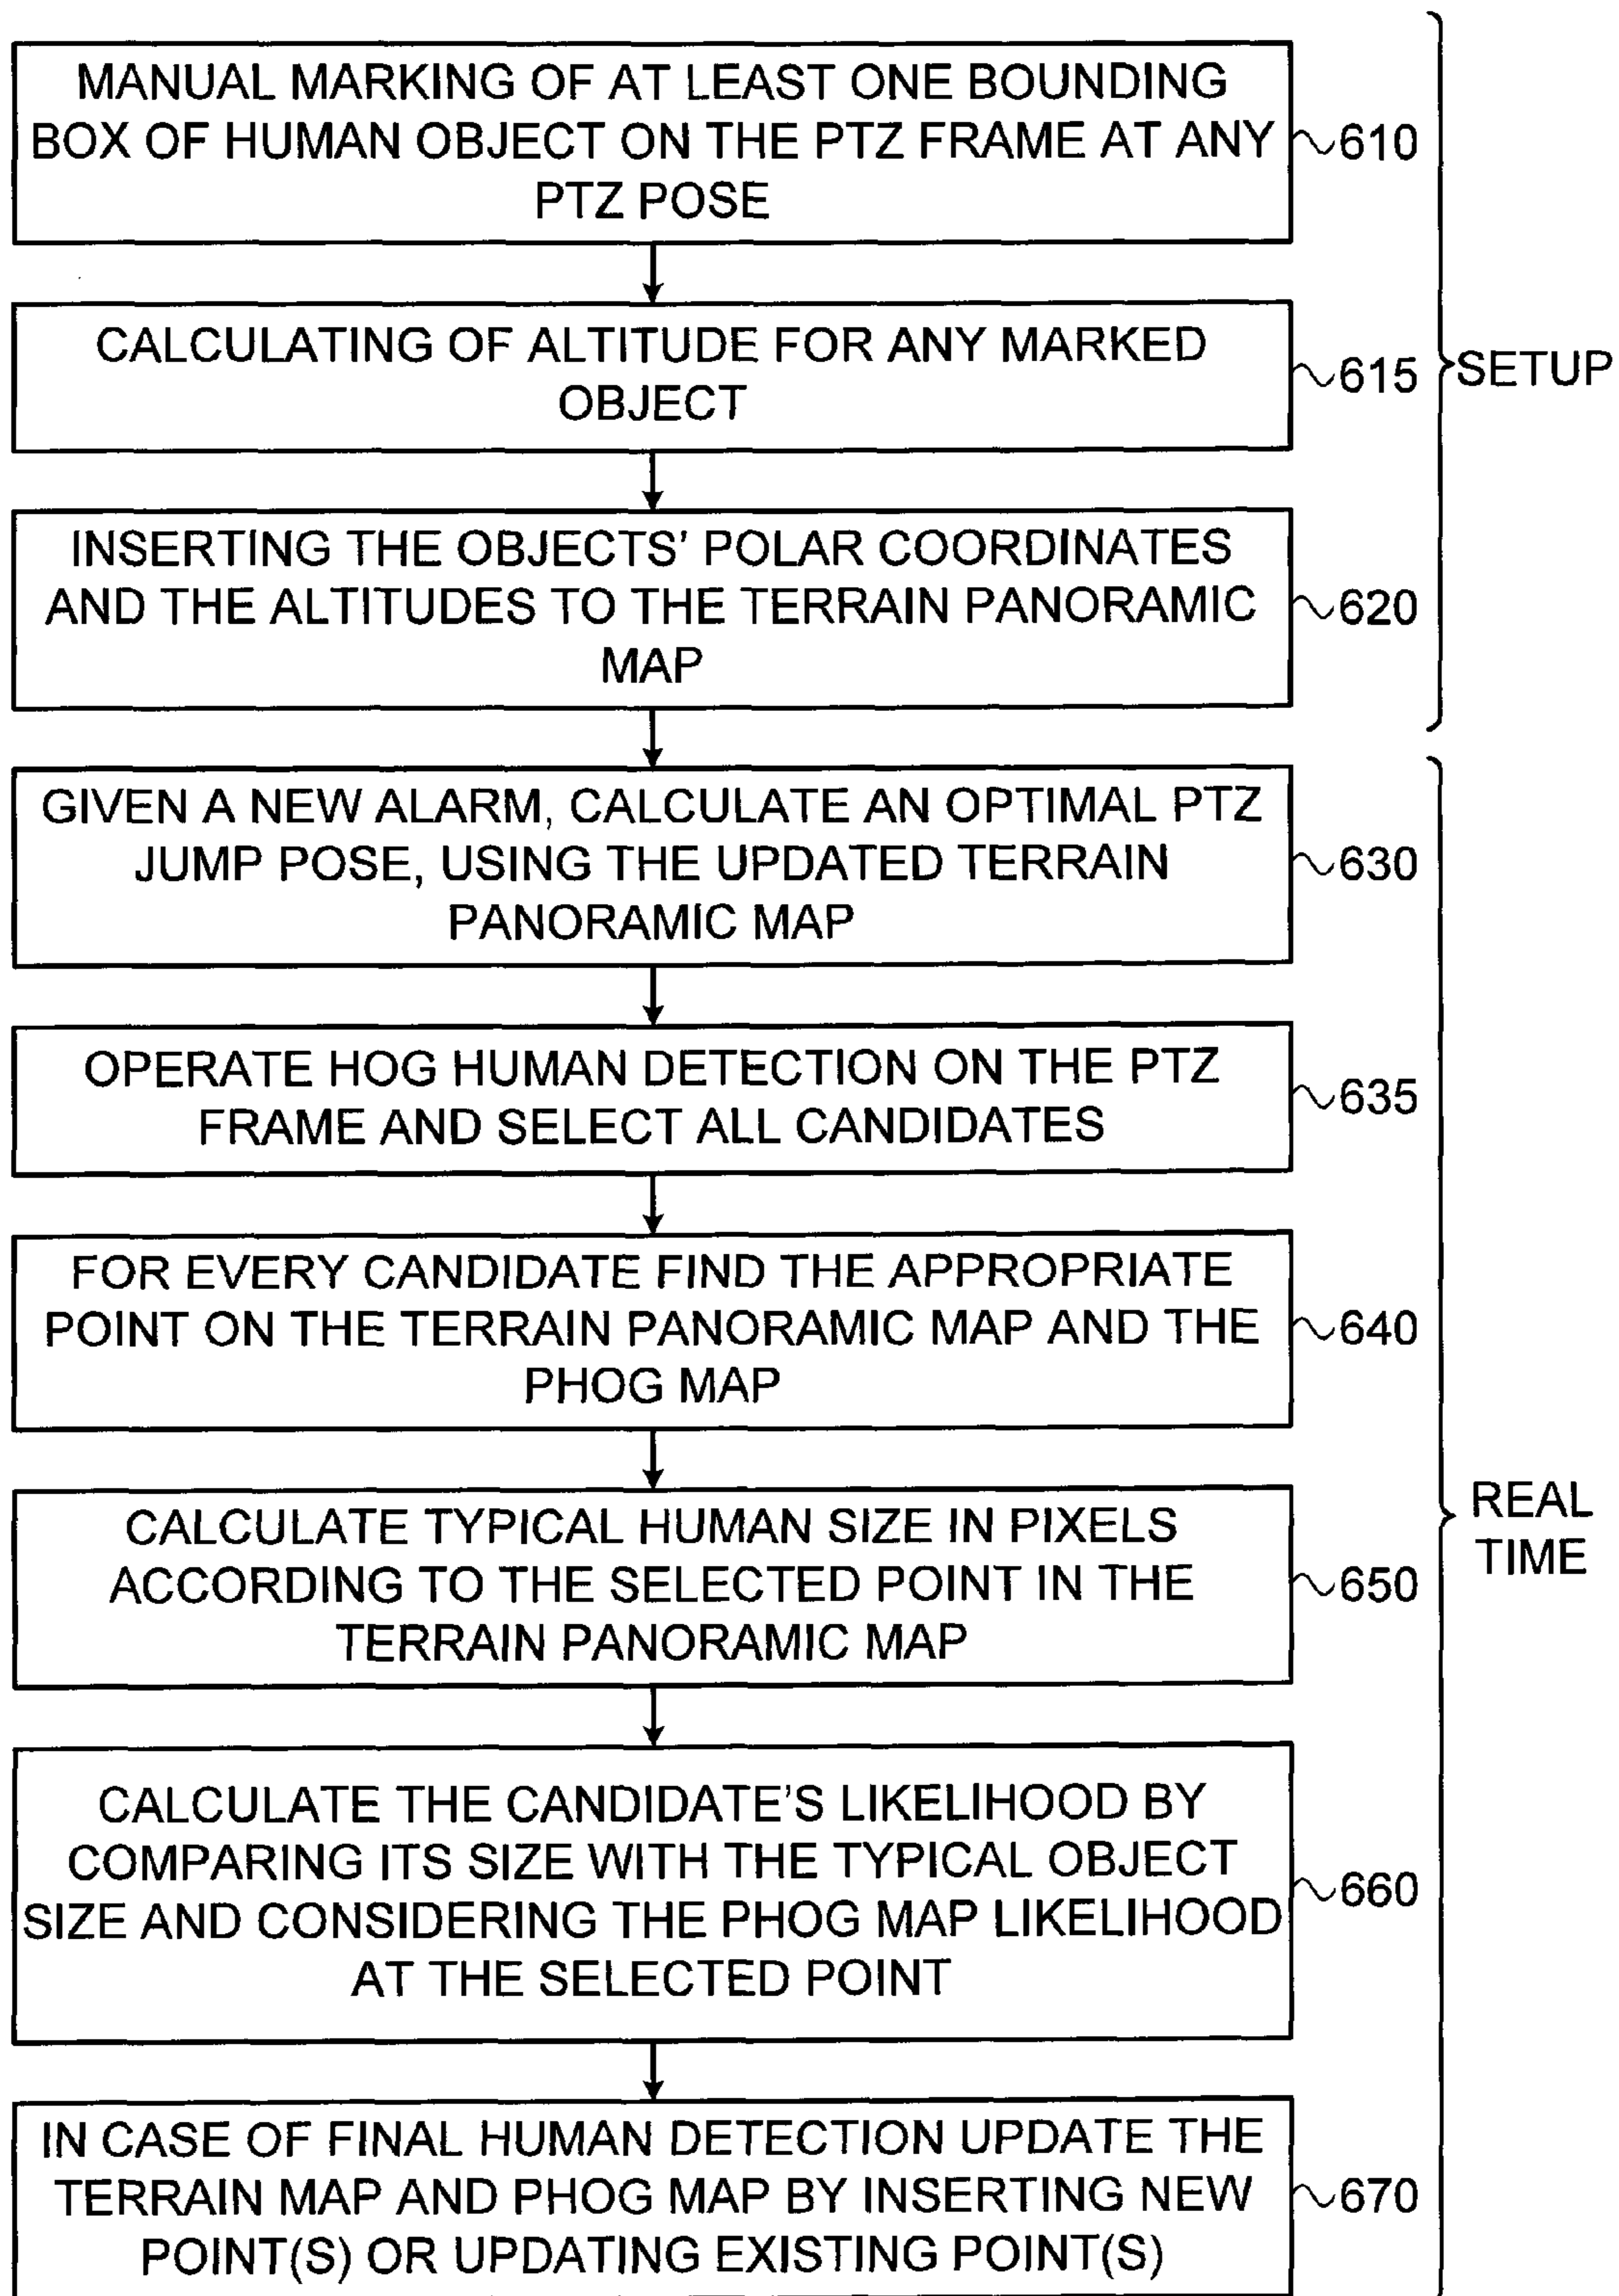 MANUAL MARKING OF AT LEAST ONE BOUNDING
BOX OF HUMAN OBJECT ON THE PTZ FRAME AT ANY
PTZ POSE
610
CALCULATING OF ALTITUDE FOR ANY MARKED
OBJECT
615
SETUP
INSERTING THE OBJECTS' POLAR COORDINATES
AND THE ALTITUDES TO THE TERRAIN PANORAMIC
MAP
620
GIVEN A NEW ALARM, CALCULATE AN OPTIMAL PTZ
JUMP POSE, USING THE UPDATED TERRAIN
PANORAMIC MAP
630
OPERATE HOG HUMAN DETECTION ON THE PTZ
FRAME AND SELECT ALL CANDIDATES
635
FOR EVERY CANDIDATE FIND THE APPROPRIATE
POINT ON THE TERRAIN PANORAMIC MAP AND THE
PHOG MAP
640
CALCULATE TYPICAL HUMAN SIZE IN PIXELS
ACCORDING TO THE SELECTED POINT IN THE
TERRAIN PANORAMIC MAP
650
REAL
TIME
CALCULATE THE CANDIDATE'S LIKELIHOOD BY
COMPARING ITS SIZE WITH THE TYPICAL OBJECT
SIZE AND CONSIDERING THE PHOG MAP LIKELIHOOD
AT THE SELECTED POINT
660
IN CASE OF FINAL HUMAN DETECTION UPDATE THE
TERRAIN MAP AND PHOG MAP BY INSERTING NEW
POINT(S) OR UPDATING EXISTING POINT(S)
670